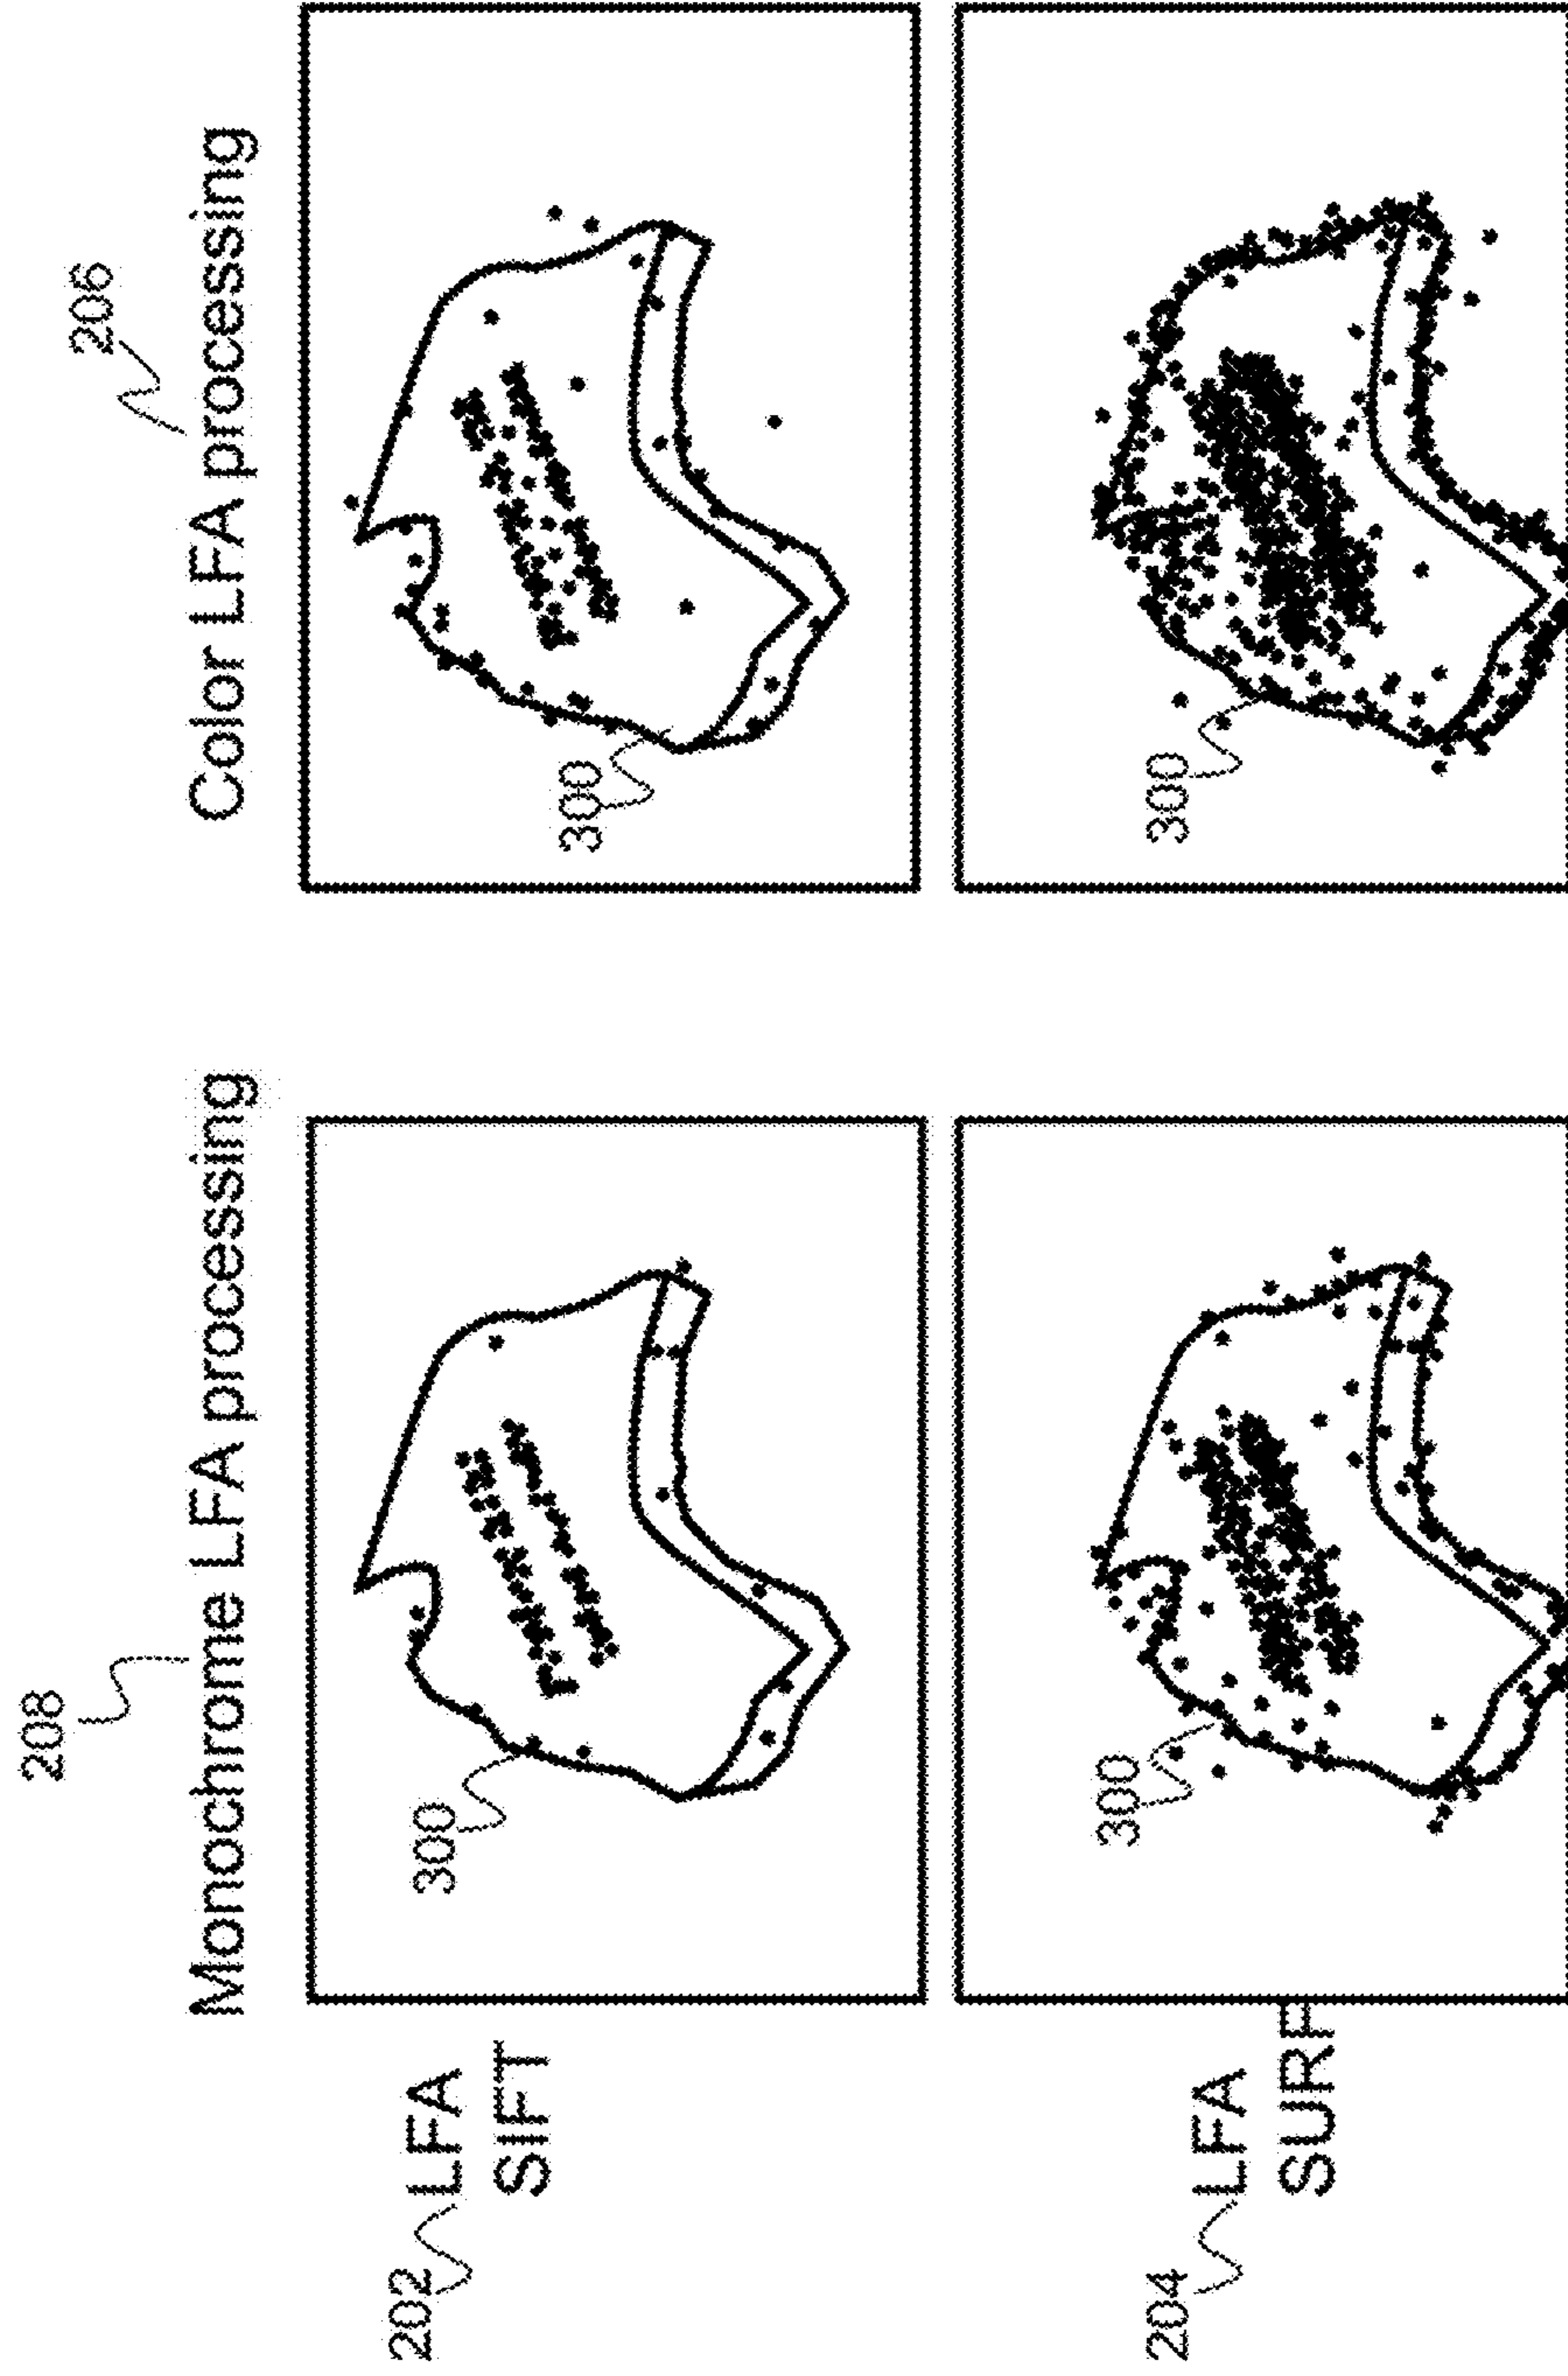 208
206
Monochrome LFA processing
Color LFA processing
202
LFA
SIFT
300
300
204
LFA
SURF
300
300